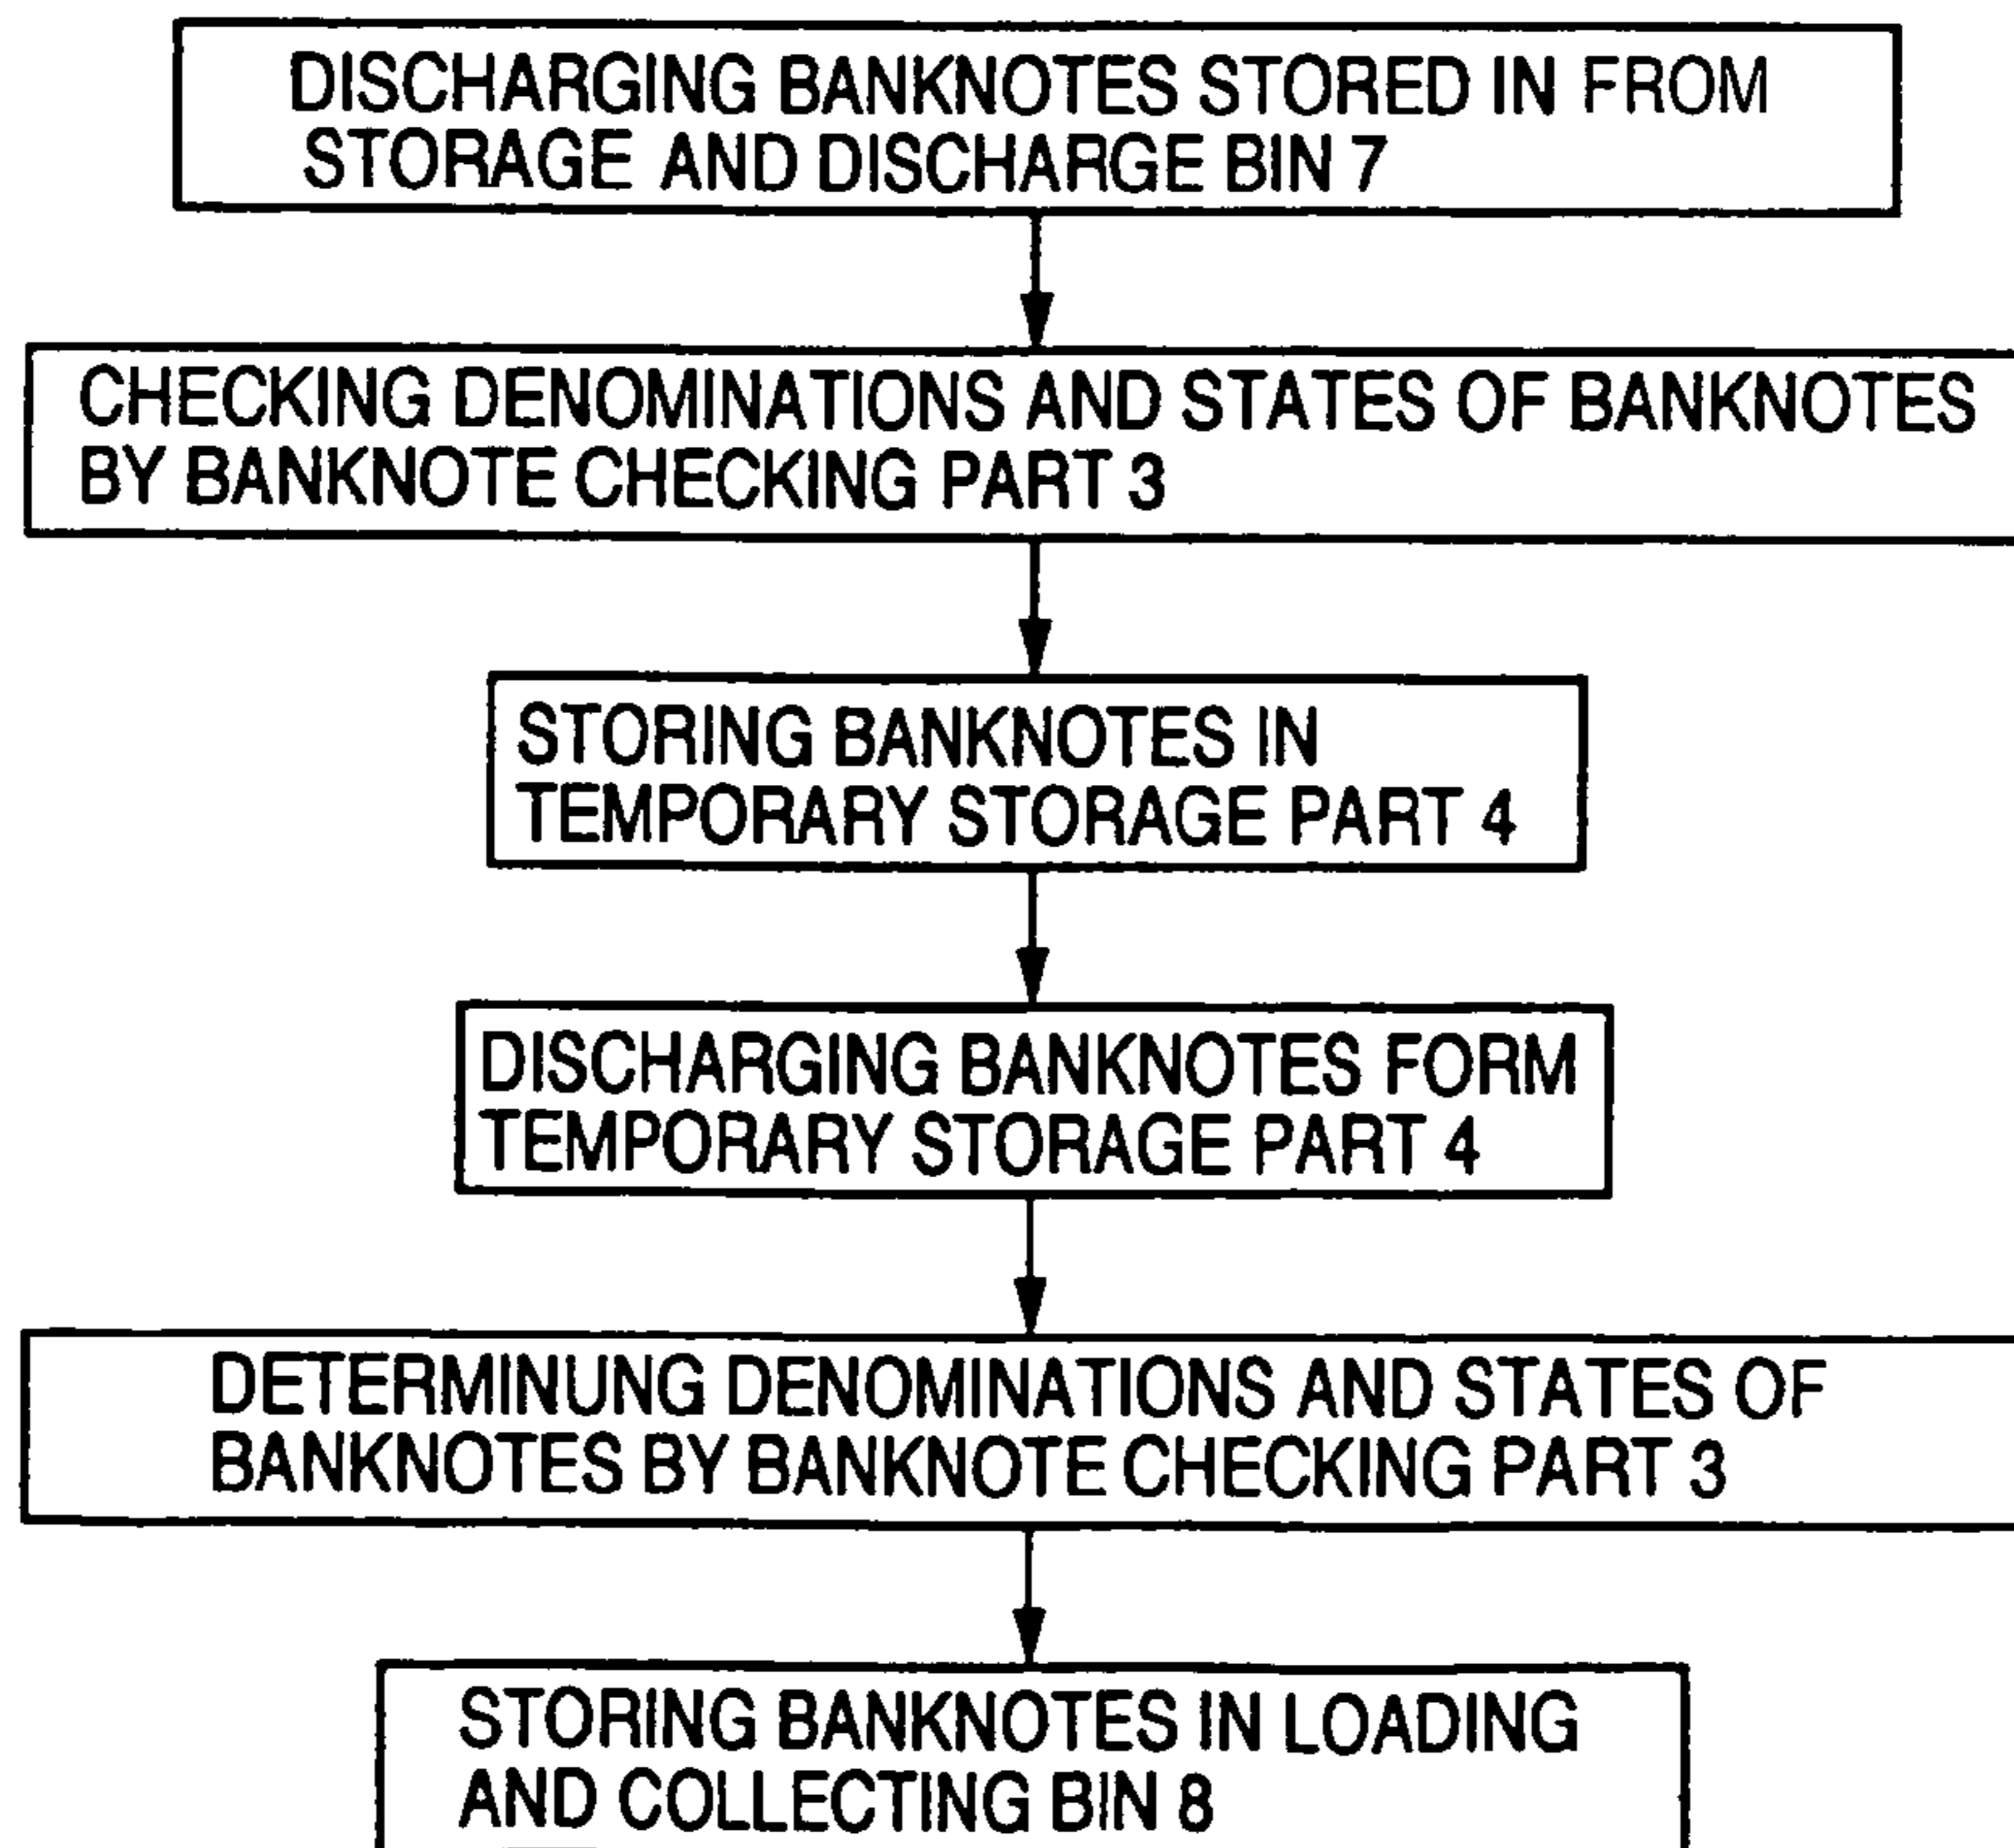 DISCHARGING BANKNOTES STORED IN FROM
STORAGE AND DISCHARGE BIN 7
CHECKING DENOMINATIONS AND STATES OF BANKNOTES
BY BANKNOTE CHECKING PART 3
STORING BANKNOTES IN
TEMPORARY STORAGE PART 4
DISCHARGING BANKNOTES FORM
TEMPORARY STORAGE PART 4
DETERMINUNG DENOMINATIONS AND STATES OF
BANKNOTES BY BANKNOTE CHECKING PART 3
STORING BANKNOTES IN LOADING
AND COLLECTING BIN 8